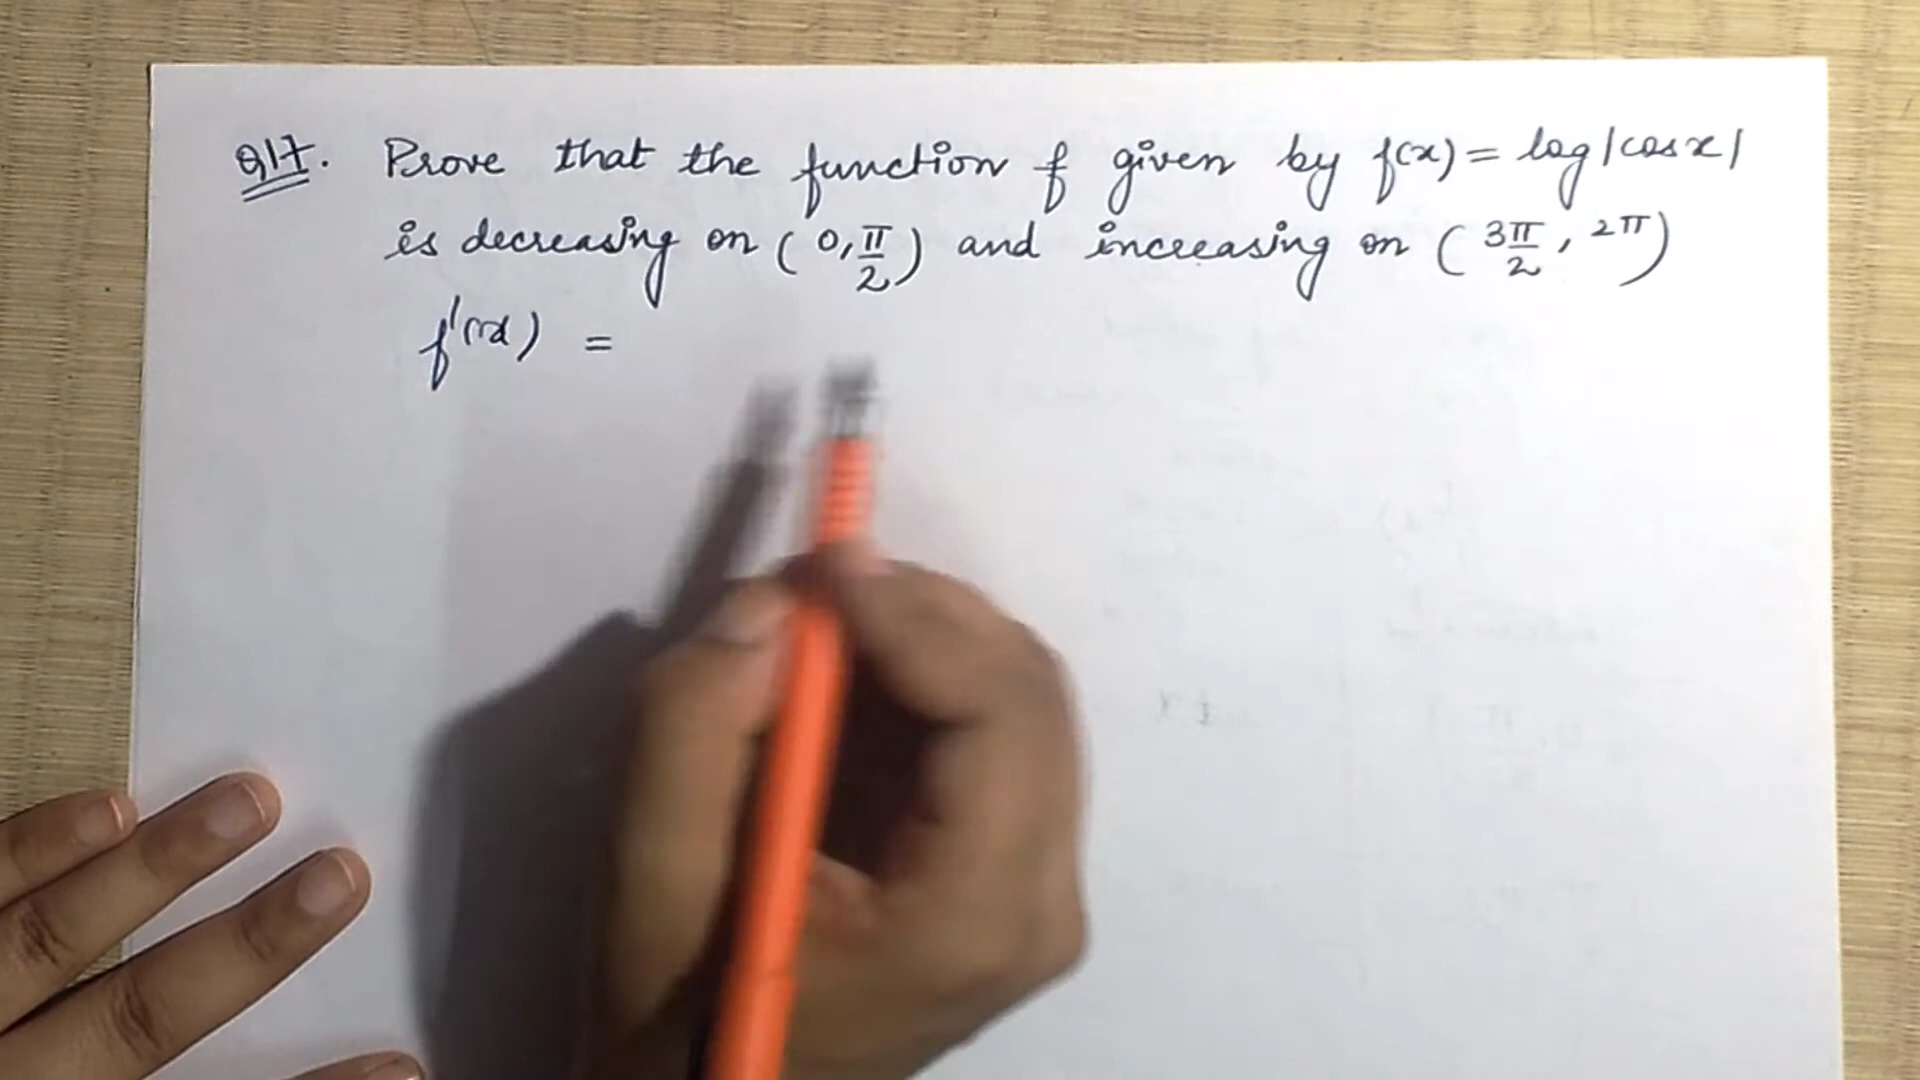 Q17. Prove that the function f given by f(x) = log|cosx|
is decreasing on (0, π/2) and increasing on (3π/2, 2π)
f'(x) =